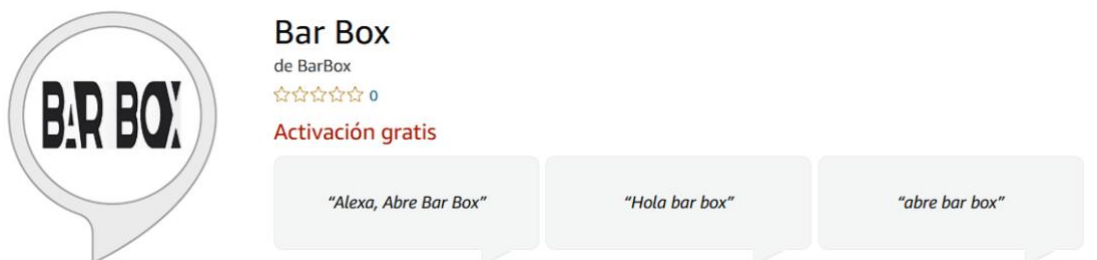 BAR BOX
Bar Box
de BarBox
0
Activación gratis
“Alexa, Abre Bar Box”
“Hola bar box”
“abre bar box”